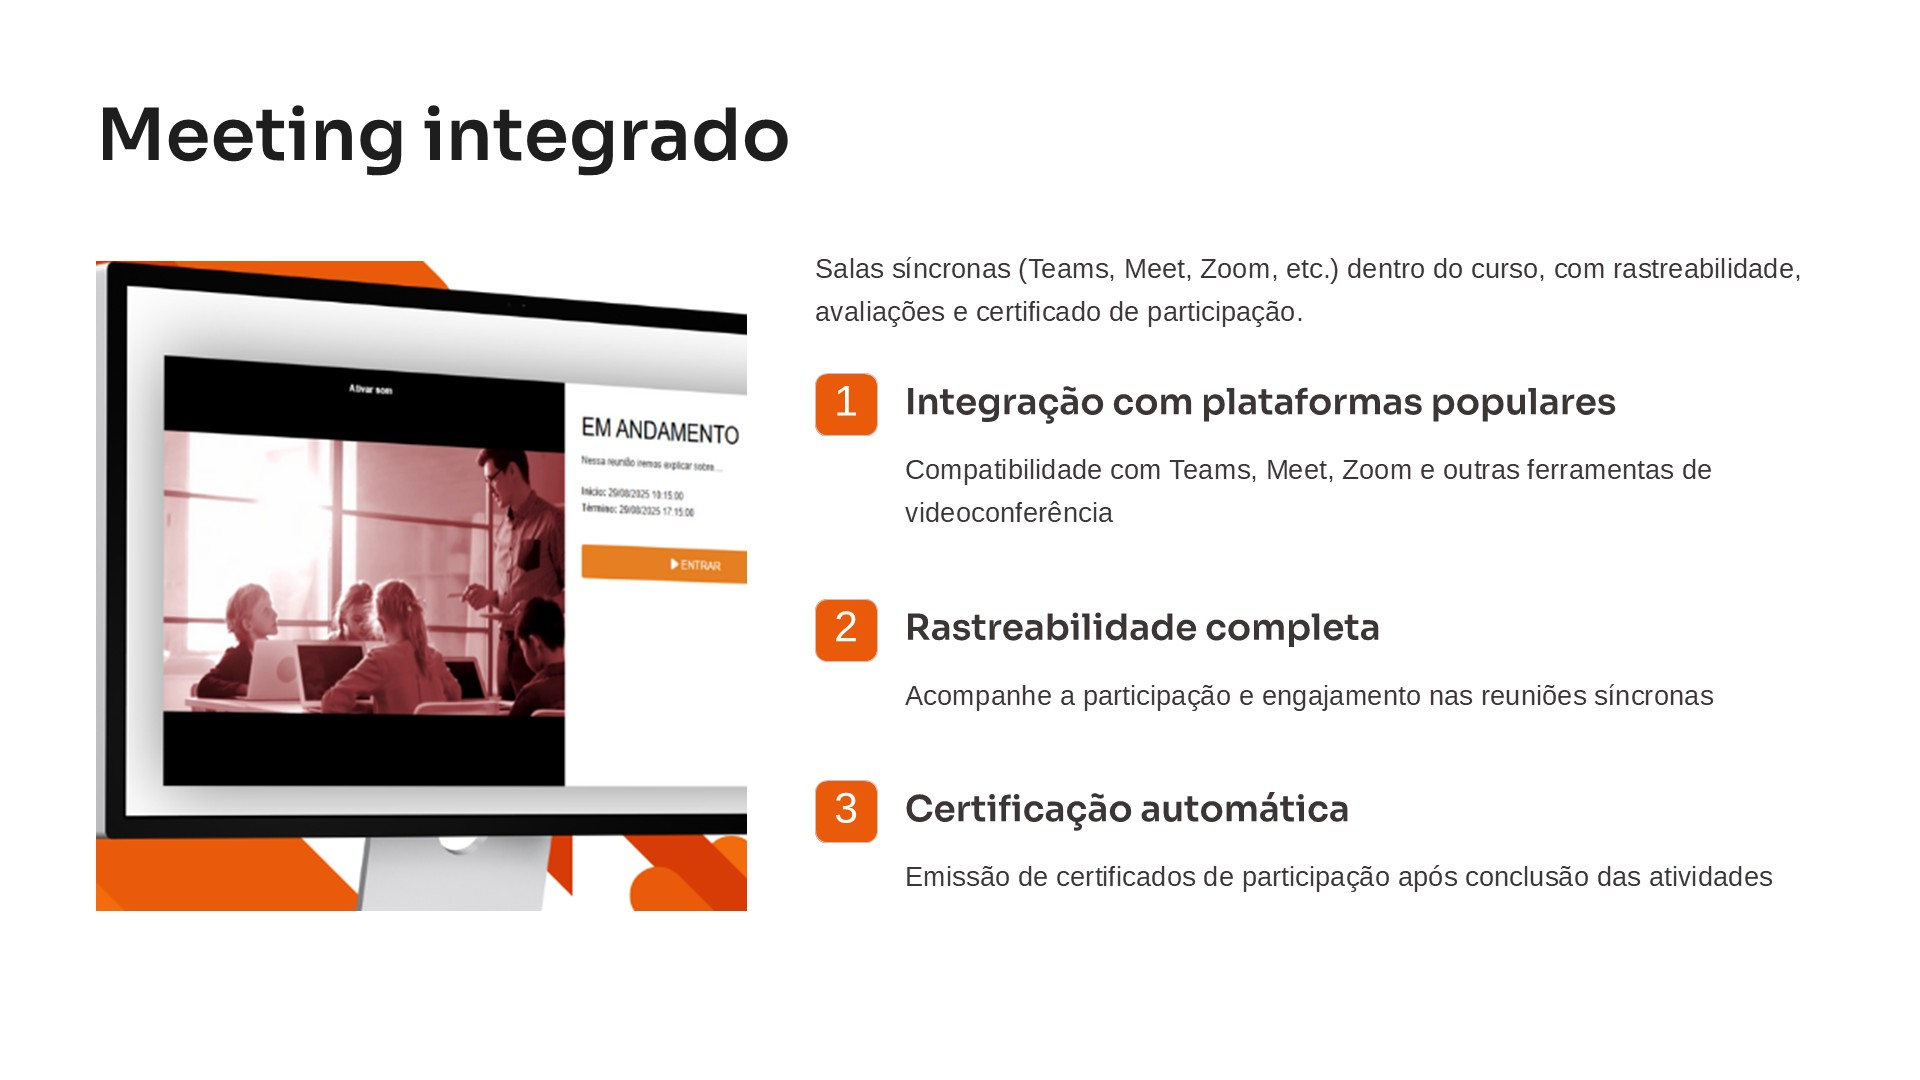 Meeting integrado
Ativar som
EM ANDAMENTO
Nessa reunião iremos explicar sobre...
Início: 29/08/2025 10:15:00
Término: 29/08/2025 17:15:00
ENTRAR
Salas síncronas (Teams, Meet, Zoom, etc.) dentro do curso, com rastreabilidade,
avaliações e certificado de participação.
1
Integração com plataformas populares
Compatibilidade com Teams, Meet, Zoom e outras ferramentas de
videoconferência
2
Rastreabilidade completa
Acompanhe a participação e engajamento nas reuniões síncronas
3
Certificação automática
Emissão de certificados de participação após conclusão das atividades